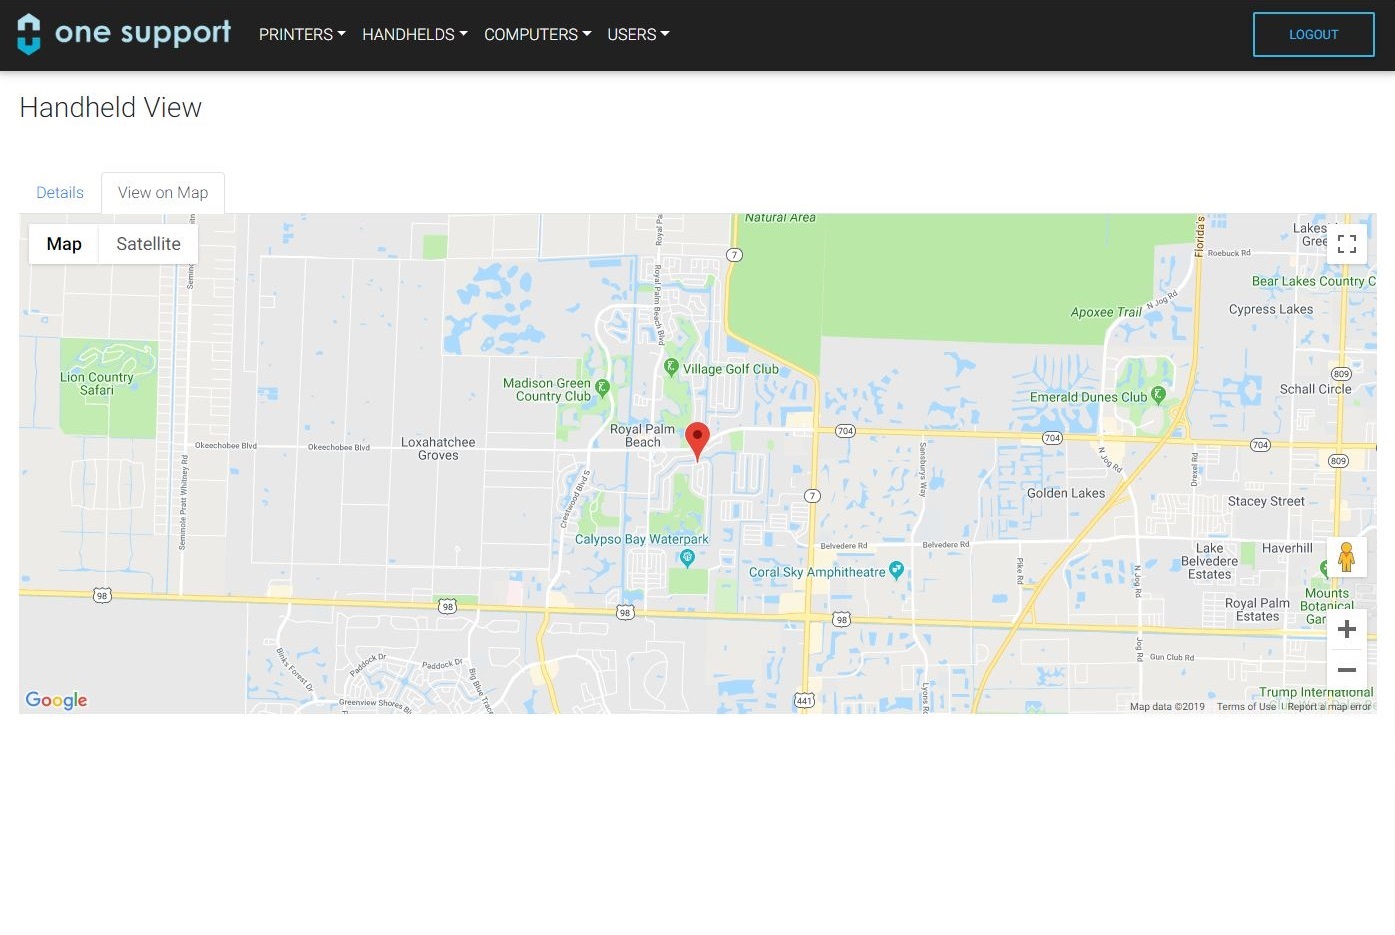 one support
PRINTERS
HANDHELDS
COMPUTERS
USERS
LOGOUT
Handheld View
Details
View on Map
Map
Satellite
Natural Area
Royal Palm Beach Blvd
7
Florida's
Lakes
Gree
Roebuck Rd
Bear Lakes Country C
N Jog Rd
Apoxee Trail
Cypress Lakes
Lion Country
Safari
Village Golf Club
Madison Green
Country Club
Emerald Dunes Club
809
Schall Circle
Royal Palm
Beach
Okeechobee Blvd
Okeechobee Blvd
Loxahatchee
Groves
704
704
704
809
N Jog Rd
Drexel Rd
Sansburys Way
Seminole Pratt Whitney Rd
Crestwood Blvd S
7
Golden Lakes
Stacey Street
Calypso Bay Waterpark
Belvedere Rd
Belvedere Rd
Lake
Belvedere
Estates
Haverhill
Coral Sky Amphitheatre
Pike Rd
N Jog Rd
Mounts
Botanical
Gar
Royal Palm
Estates
98
98
98
98
Jog Rd
Gun Club Rd
Binks Forest Dr
Paddock Dr
Paddock Dr
Big Blue Trace
Greenview Shores Bl
441
Lyons Rd
Trump International
Google
Map data ©2019
Terms of Use
Report a map error